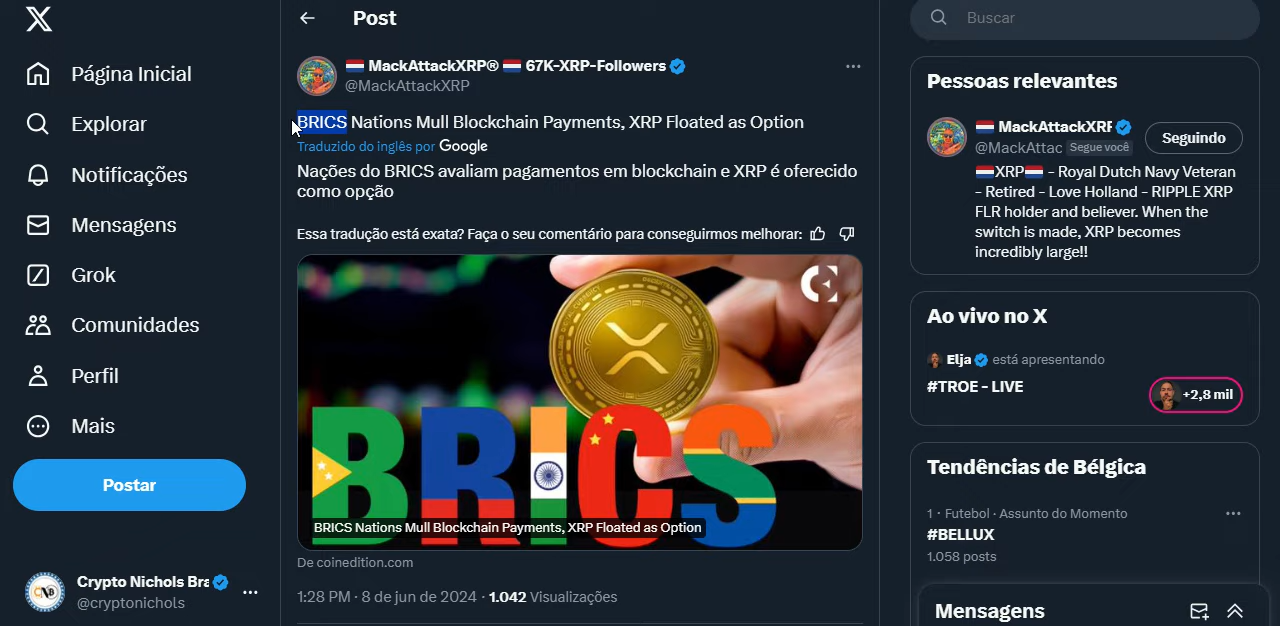 Página Inicial
Explorar
Notificações
Mensagens
Grok
Comunidades
Perfil
Mais
Postar
Crypto Nichols Bra
@cryptonichols
Post
MackAttackXRP® 67K-XRP-Followers
@MackAttackXRP
BRICS Nations Mull Blockchain Payments, XRP Floated as Option
Traduzido do inglês por Google
Nações do BRICS avaliam pagamentos em blockchain e XRP é oferecido
como opção
Essa tradução está exata? Faça o seu comentário para conseguirmos melhorar:
BRICS
BRICS Nations Mull Blockchain Payments, XRP Floated as Option
De coinedition.com
1:28 PM · 8 de jun de 2024 · 1.042 Visualizações
Buscar
Pessoas relevantes
MackAttackXRF
@MackAttac Segue você
Seguindo
XRP - Royal Dutch Navy Veteran
- Retired - Love Holland - RIPPLE XRP
FLR holder and believer. When the
switch is made, XRP becomes
incredibly large!!
Ao vivo no X
Elja está apresentando
#TROE - LIVE
+2,8 mil
Tendências de Bélgica
1 · Futebol · Assunto do Momento
#BELLUX
1.058 posts
Mensagens